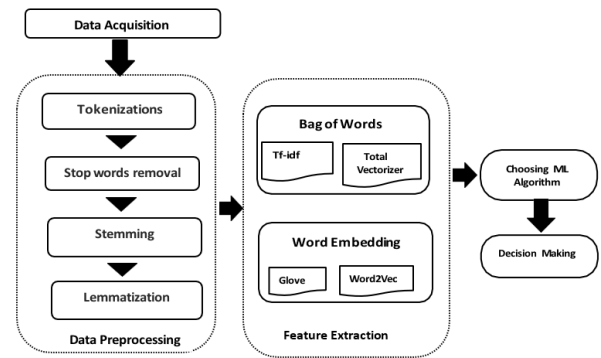 Data Acquisition
Tokenizations
Stop words removal
Stemming
Lemmatization
Data Preprocessing
Bag of Words
Tf-idf
Total
Vectorizer
Word Embedding
Glove
Word2Vec
Feature Extraction
Choosing ML
Algorithm
Decision Making